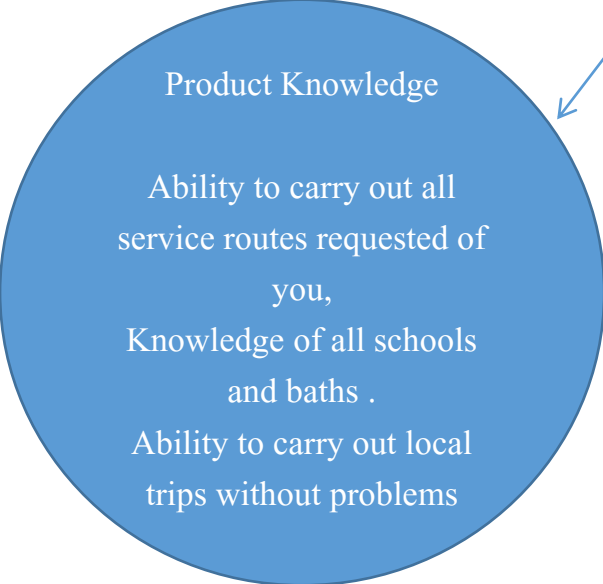 Product Knowledge
Ability to carry out all
service routes requested of
you,
Knowledge of all schools
and baths .
Ability to carry out local
trips without problems